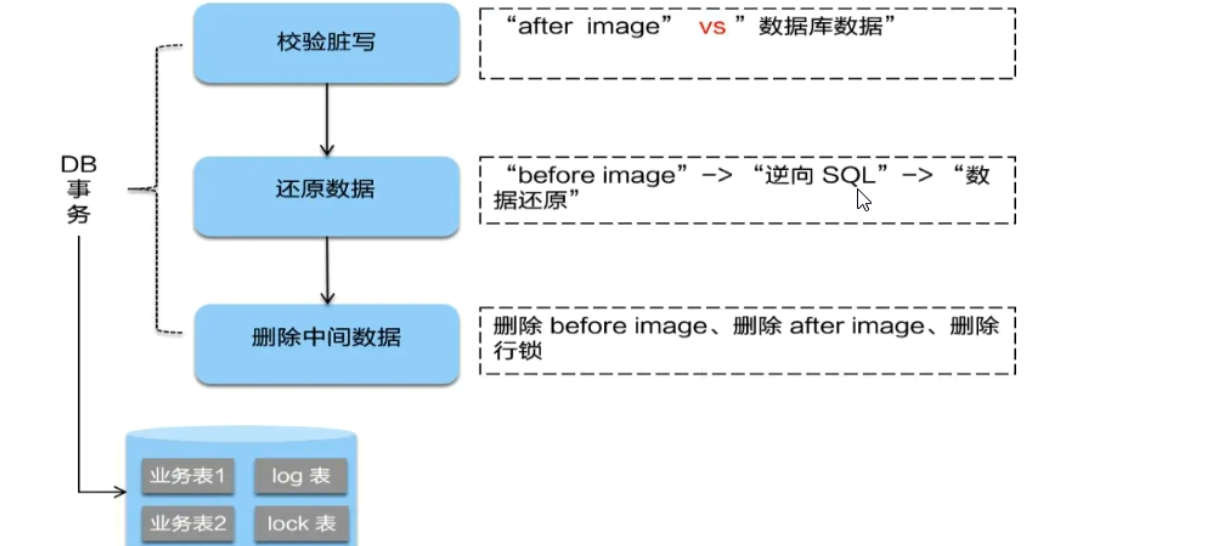 校验脏写
“after image” vs ”数据库数据”
DB
事
务
还原数据
“before image”–> “逆向 SQL”–> “数
据还原”
删除中间数据
删除 before image、删除 after image、删除
行锁
业务表1
log 表
业务表2
lock 表